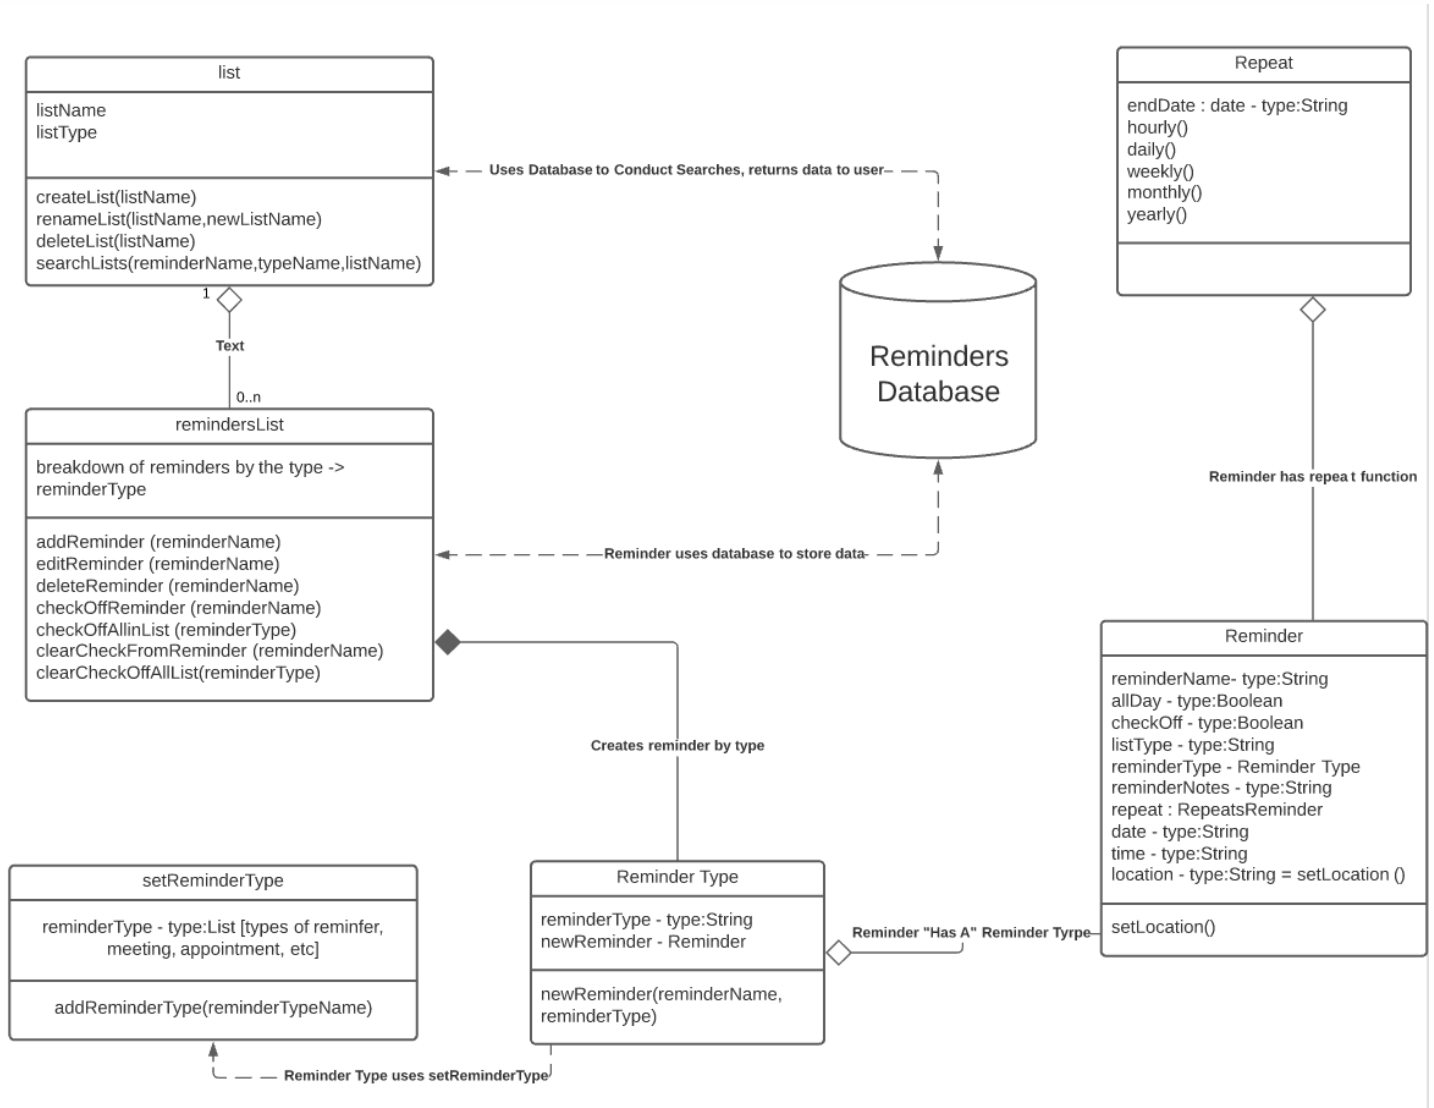 list
listName
listType
createList(listName)
renameList(listName,newListName)
deleteList(listName)
searchLists(reminderName,typeName,listName)
1
Text
0..n
remindersList
breakdown of reminders by the type ->
reminderType
addReminder (reminderName)
editReminder (reminderName)
deleteReminder (reminderName)
checkOffReminder (reminderName)
checkOffAllinList (reminderType)
clearCheckFromReminder (reminderName)
clearCheckOffAllList(reminderType)
Uses Database to Conduct Searches, returns data to user
Reminders
Database
Reminder uses database to store data
Repeat
endDate : date - type:String
hourly()
daily()
weekly()
monthly()
yearly()
Reminder has repeat function
Reminder
reminderName- type:String
allDay - type:Boolean
checkOff - type:Boolean
listType - type:String
reminderType - Reminder Type
reminderNotes - type:String
repeat : RepeatsReminder
date - type:String
time - type:String
location - type:String = setLocation ()
setLocation()
Creates reminder by type
setReminderType
reminderType - type:List [types of reminfer,
meeting, appointment, etc]
addReminderType(reminderTypeName)
Reminder Type
reminderType - type:String
newReminder - Reminder
newReminder(reminderName,
reminderType)
Reminder "Has A" Reminder Tyrpe
Reminder Type uses setReminderType